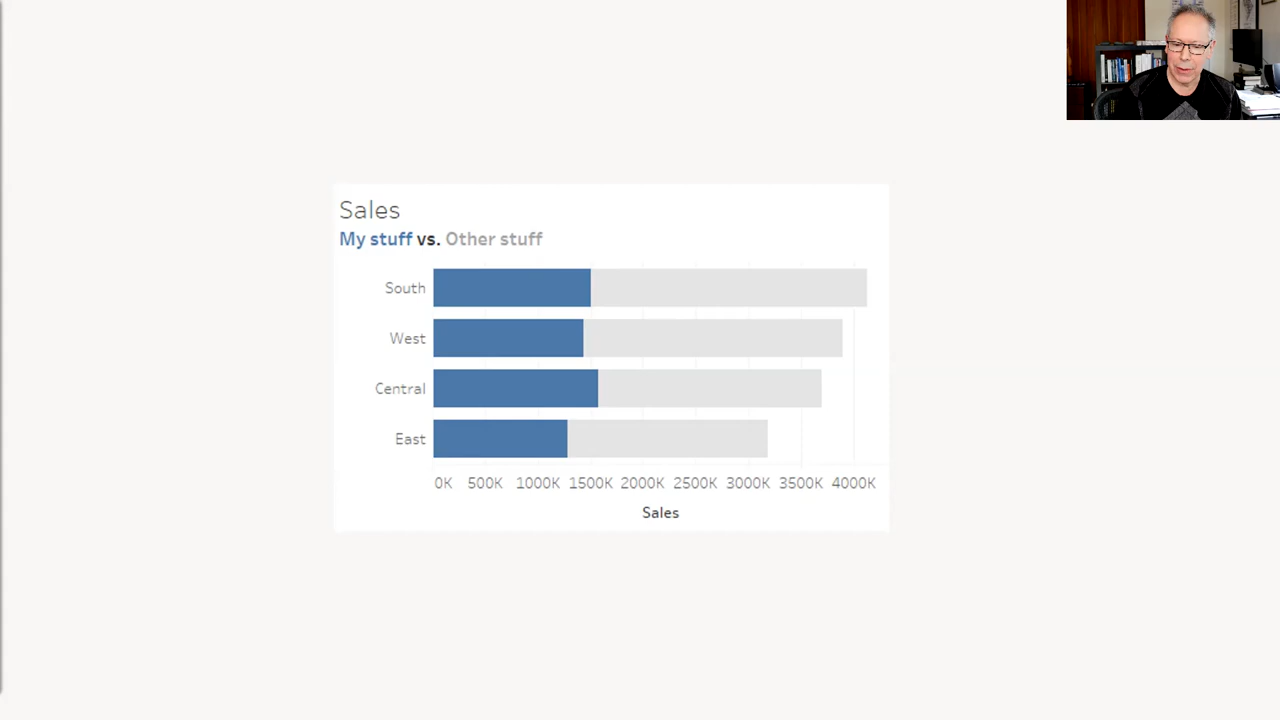 Sales
My stuff vs. Other stuff
South
West
Central
East
0K 500K 1000K 1500K 2000K 2500K 3000K 3500K 4000K
Sales